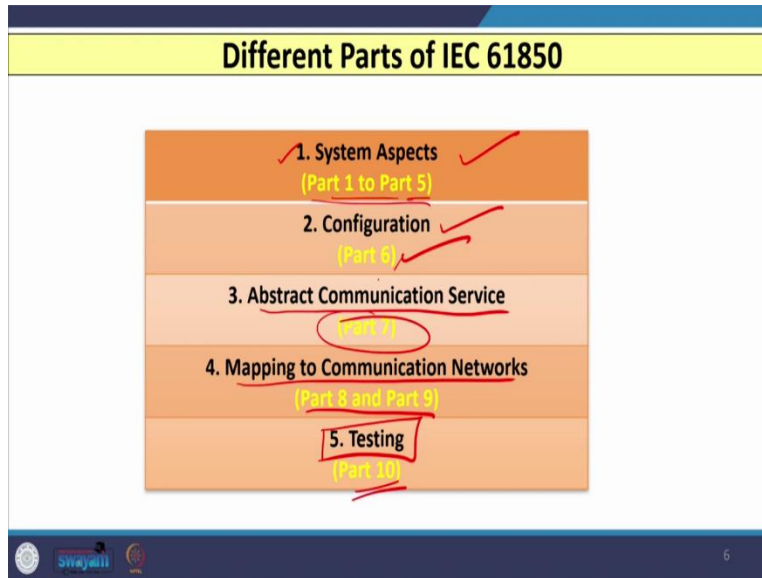 Different Parts of IEC 61850
1. System Aspects
(Part 1 to Part 5)
2. Configuration
(Part 6)
3. Abstract Communication Service
(Part 7)
4. Mapping to Communication Networks
(Part 8 and Part 9)
5. Testing
(Part 10)
swayam
6